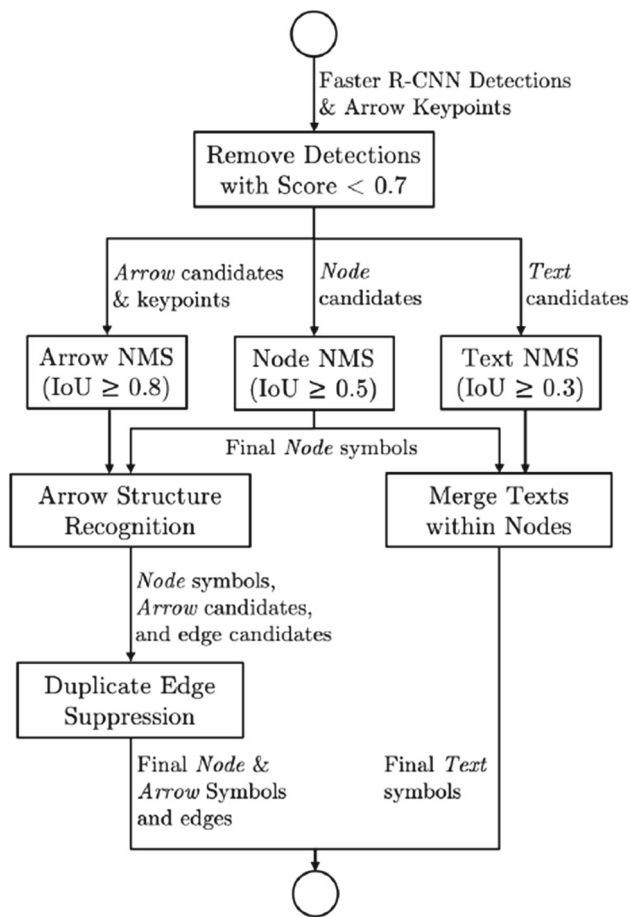 Faster R-CNN Detections
& Arrow Keypoints
Remove Detections
with Score < 0.7
Arrow candidates
& keypoints
Node
candidates
Text
candidates
Arrow NMS
(IoU ≥ 0.8)
Node NMS
(IoU ≥ 0.5)
Text NMS
(IoU ≥ 0.3)
Final Node symbols
Arrow Structure
Recognition
Merge Texts
within Nodes
Node symbols,
Arrow candidates,
and edge candidates
Duplicate Edge
Suppression
Final Node &
Arrow Symbols
and edges
Final Text
symbols